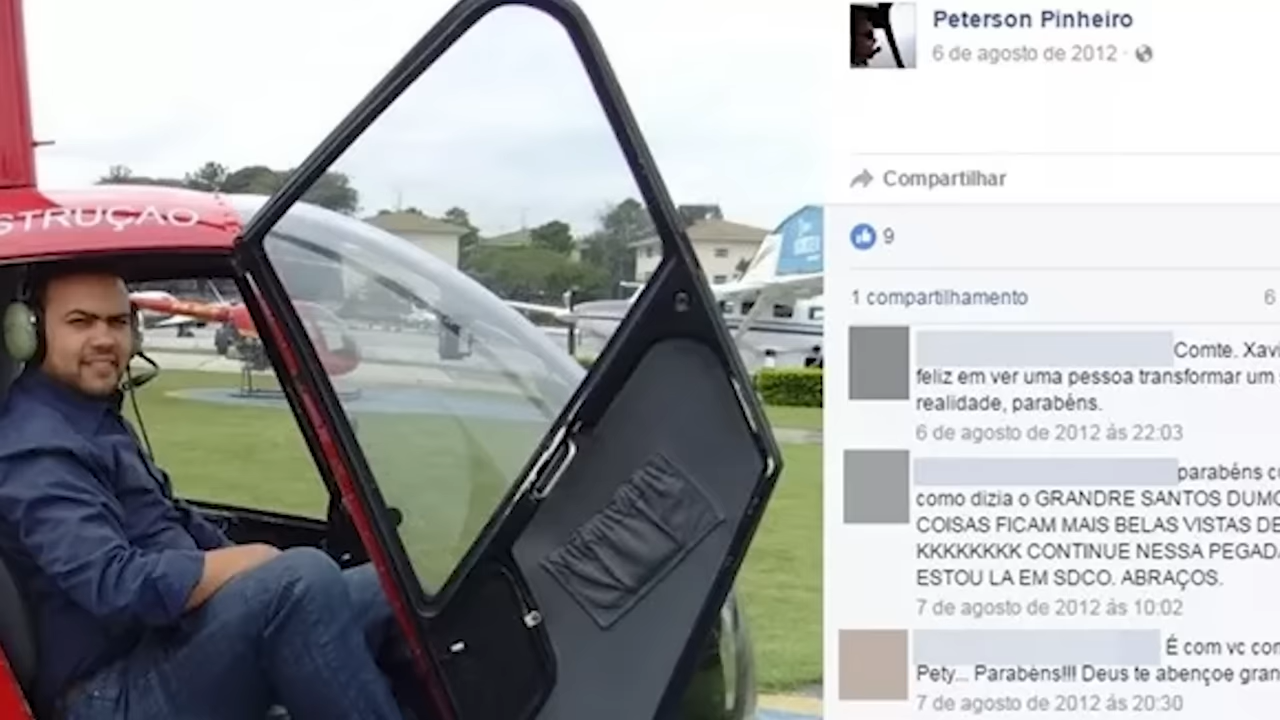 STRUÇÃO
Peterson Pinheiro
6 de agosto de 2012
Compartilhar
9
1 compartilhamento
6
Comte. Xavi
feliz em ver uma pessoa transformar um
realidade, parabéns.
6 de agosto de 2012 às 22:03
parabéns
como dizia o GRANDRE SANTOS DUMO
COISAS FICAM MAIS BELAS VISTAS DE
KKKKKKKK CONTINUE NESSA PEGADA
ESTOU LA EM SDCO. ABRAÇOS.
7 de agosto de 2012 às 10:02
É com vc
Pety... Parabèns!!! Deus te abençoe gran
7 de agosto de 2012 às 20:30